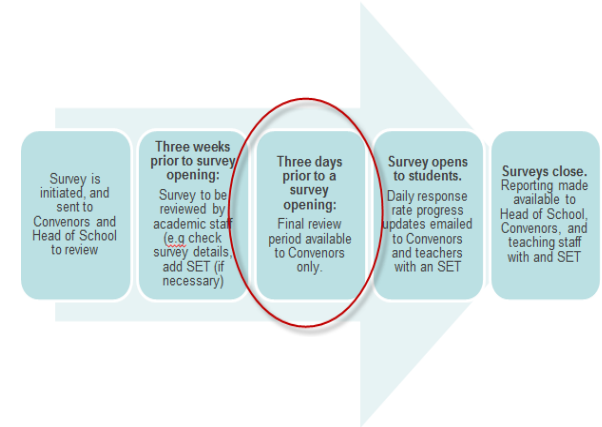 Survey is
initiated, and
sent to
Convenors and
Head of School
to review
Three weeks
prior to survey
opening:
Survey to be
reviewed by
academic staff
(e.g check
survey details,
add SET (if
necessary)
Three days
prior to a
survey
opening:
Final review
period available
to Convenors
only.
Survey opens
to students.
Daily response
rate progress
updates emailed
to Convenors
and teachers
with an SET
Surveys close.
Reporting made
available to
Head of School,
Convenors, and
teaching staff
with and SET